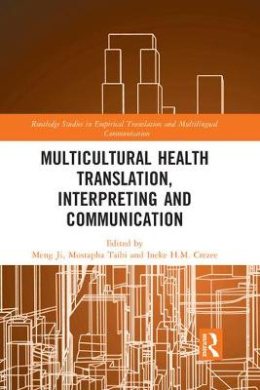 Routledge Studies in Empirical Translation and Multilingual
Communication
MULTICULTURAL HEALTH
TRANSLATION,
INTERPRETING AND
COMMUNICATION
Edited by
Meng Ji, Mustapha Taibi and Ineke H.M. Crezee
ROUTLEDGE